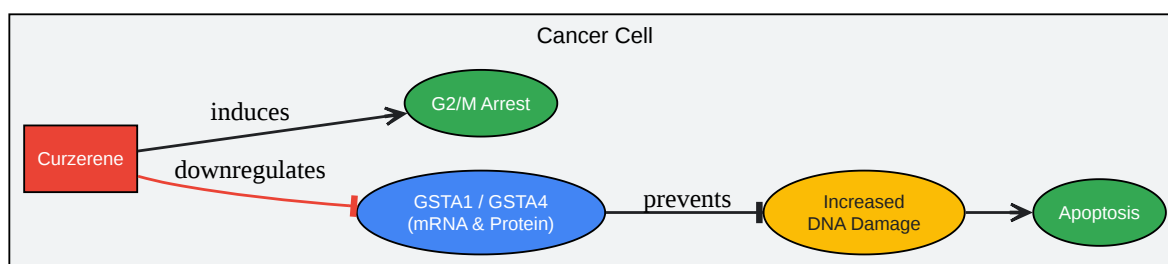 Cancer Cell
G2/M Arrest
induces
Curzerene
downregulates
GSTA1 / GSTA4
(mRNA & Protein)
prevents
Increased
DNA Damage
Apoptosis